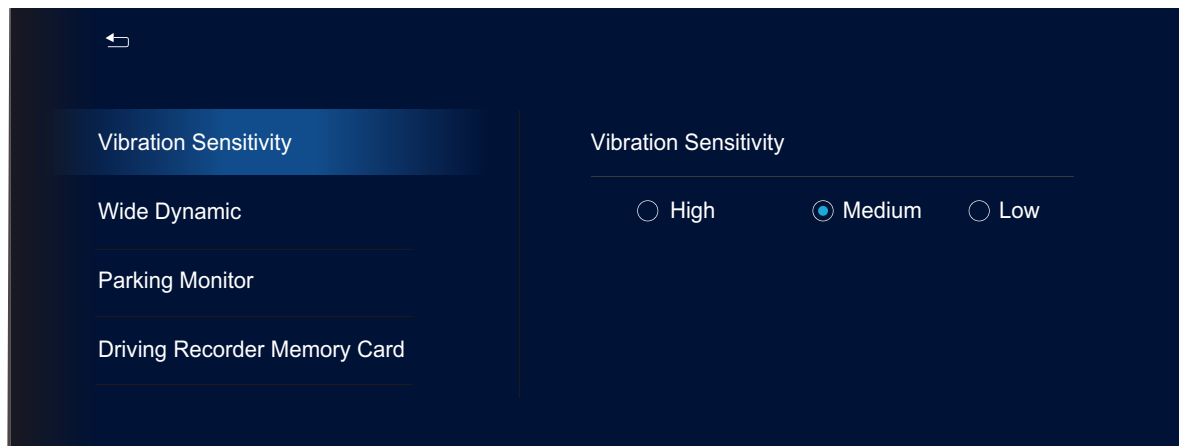 Vibration Sensitivity
Wide Dynamic
Parking Monitor
Driving Recorder Memory Card
Vibration Sensitivity
High Medium Low